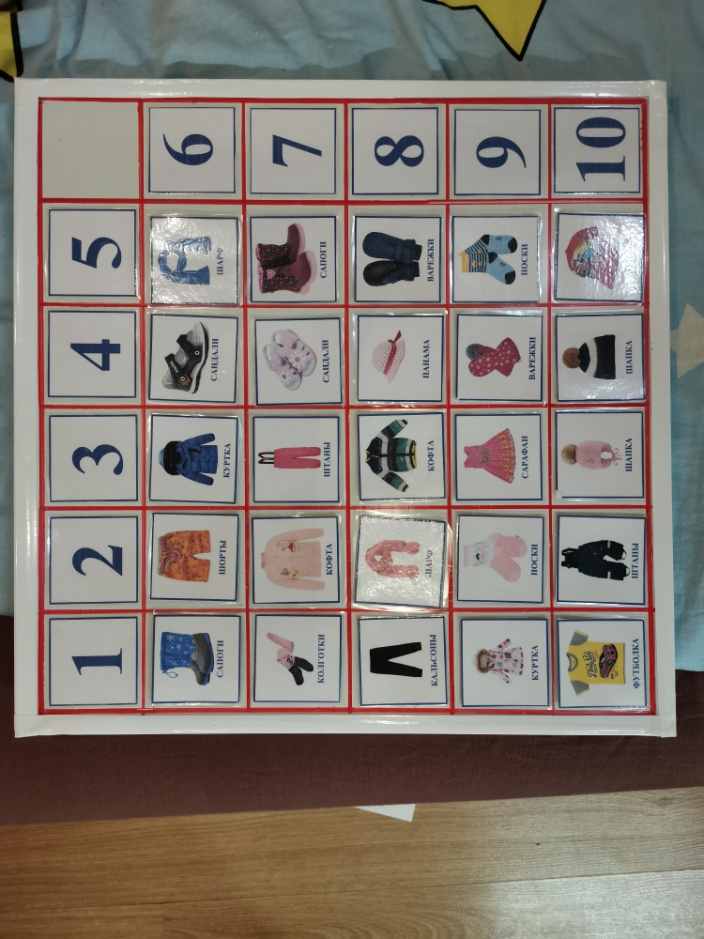 1 2 3 4 5
САПОГИ ШОРТЫ КУРТКА САНДАЛИ ШАРФ 6
КОЛГОТКИ КОФТА ШТАНЫ САНДАЛИ САПОГИ 7
КАЛЬСОНЫ ШАРФ КОФТА ПАНАМА ВАРЕЖКИ 8
КУРТКА НОСКИ САРАФАН ВАРЕЖКИ НОСКИ 9
ФУТБОЛКА ШТАНЫ ШАПКА ШАПКА 10